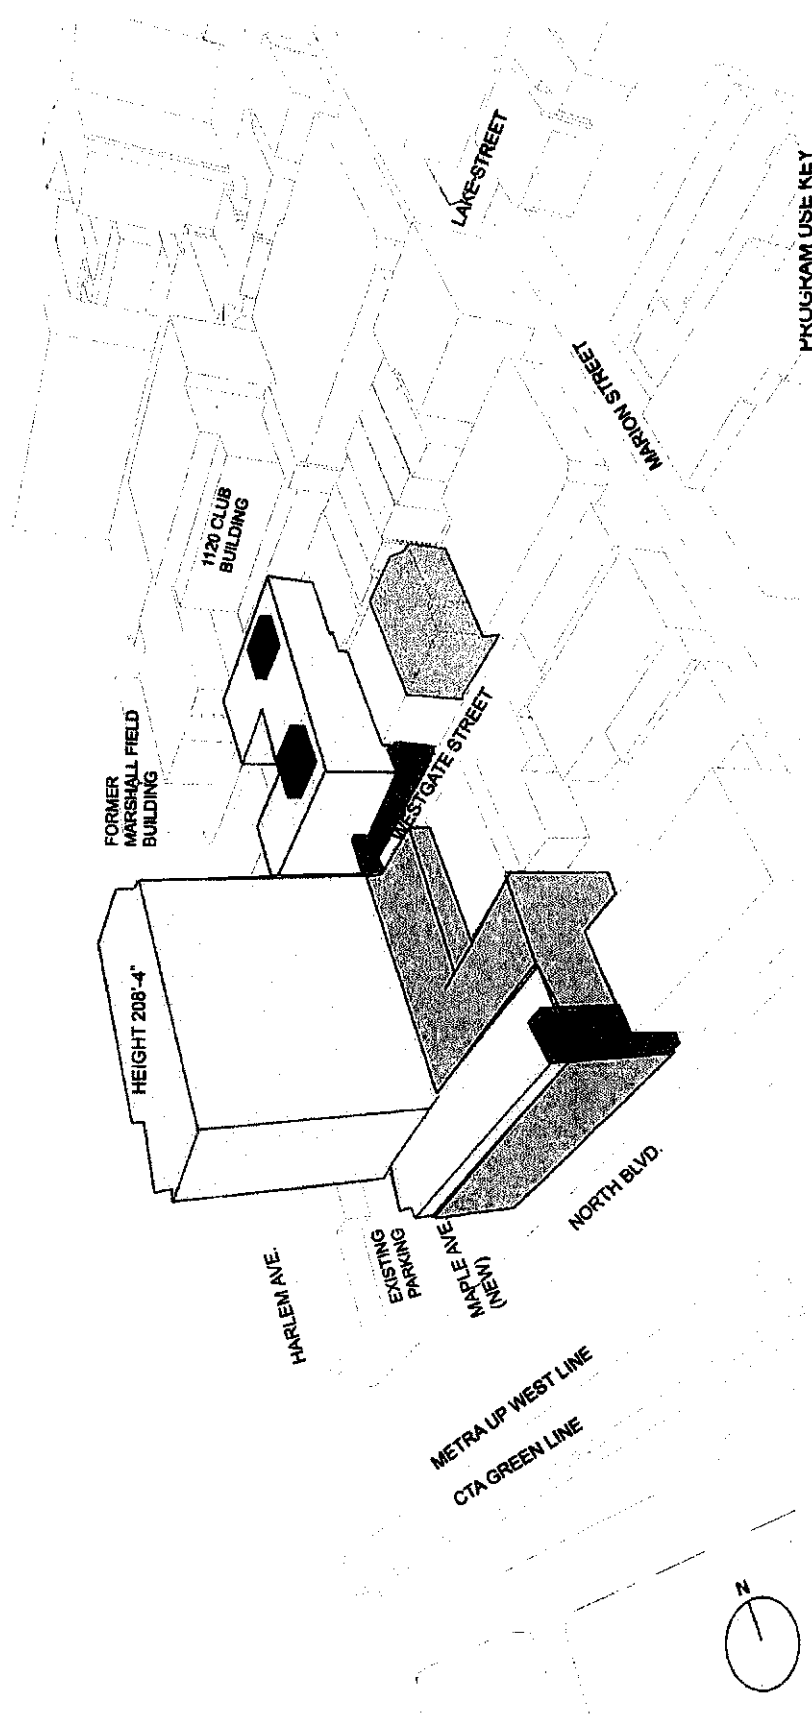 LAKE STREET
PROGRAM USE KEY
MARION STREET
1120 CLUB
BUILDING
FORMER
MARSHALL FIELD
BUILDING
WESTGATE STREET
HEIGHT 208'-4"
NORTH BLVD.
HARLEM AVE.
EXISTING
PARKING
MAPLE AVE.
(NEW)
METRA UP WEST LINE
CTA GREEN LINE
N